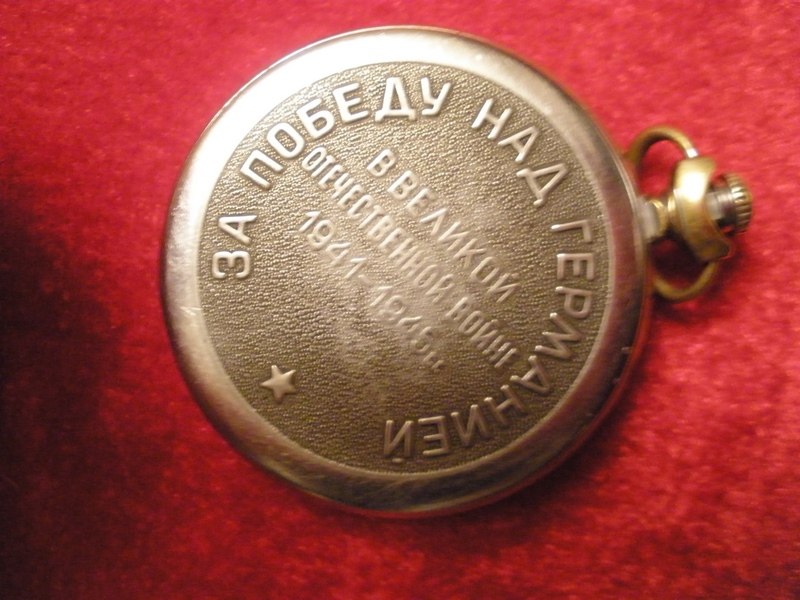 ЗА ПОБЕДУ НАД ГЕРМАНИЕЙ
В ВЕЛИКОЙ
ОТЕЧЕСТВЕННОЙ ВОЙНЕ
1941-1945гг.